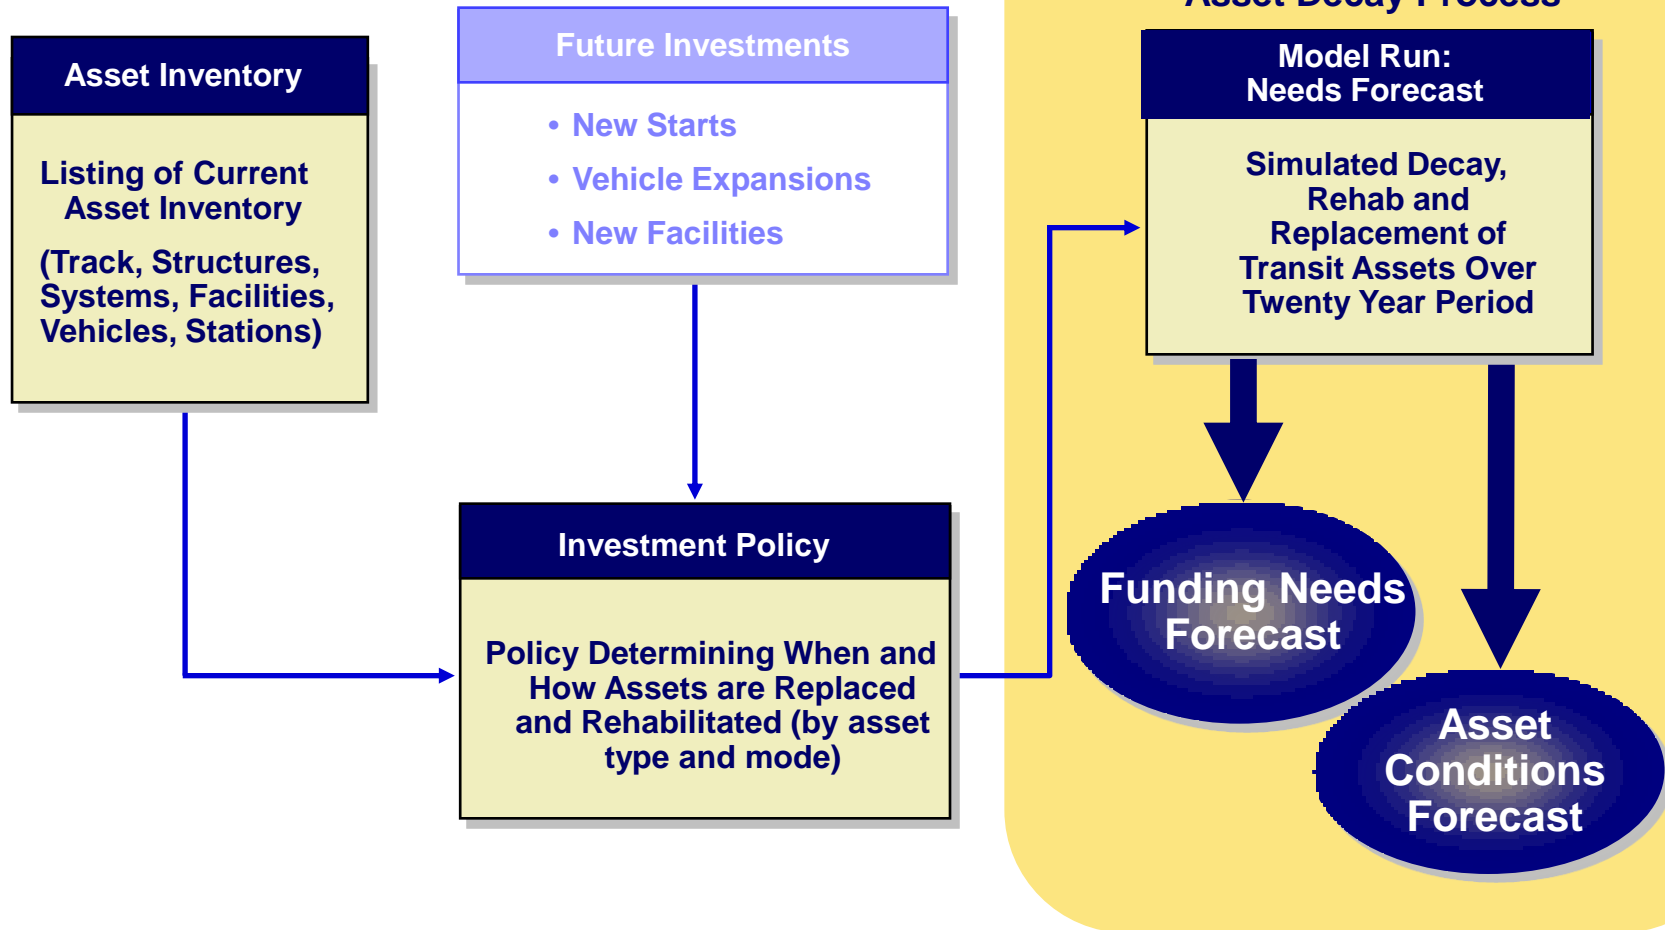 Asset Decay Process
Asset Inventory
Listing of Current
Asset Inventory
(Track, Structures,
Systems, Facilities,
Vehicles, Stations)
Future Investments
• New Starts
• Vehicle Expansions
• New Facilities
Investment Policy
Policy Determining When and
How Assets are Replaced
and Rehabilitated (by asset
type and mode)
Model Run:
Needs Forecast
Simulated Decay,
Rehab and
Replacement of
Transit Assets Over
Twenty Year Period
Funding Needs
Forecast
Asset
Conditions
Forecast